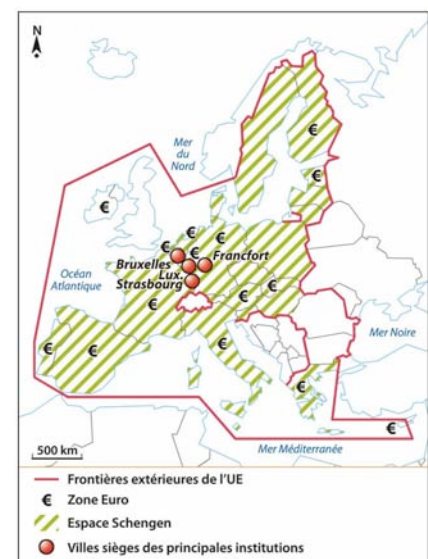 N
Mer
du
Nord
€
€
€
€
€
€
€
Bruxelles
Francfort
Lux.
Strasbourg
Océan
Atlantique
€
€
€
€
€
€
Mer Noire
€
€
500 km
Mer Méditerranée
Frontières extérieures de l'UE
€ Zone Euro
Espace Schengen
Villes sièges des principales institutions